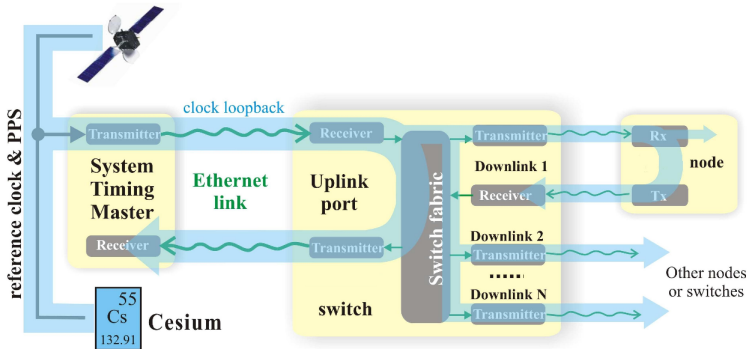 reference clock & PPS
clock loopback
Transmitter
System
Timing
Master
Receiver
Ethernet
link
Receiver
Uplink
port
Transmitter
switch
Switch fabric
Transmitter
Downlink 1
Receiver
Downlink 2
Transmitter
......
Downlink N
Transmitter
Rx
node
Tx
Other nodes
or switches
55
Cs
132.91
Cesium